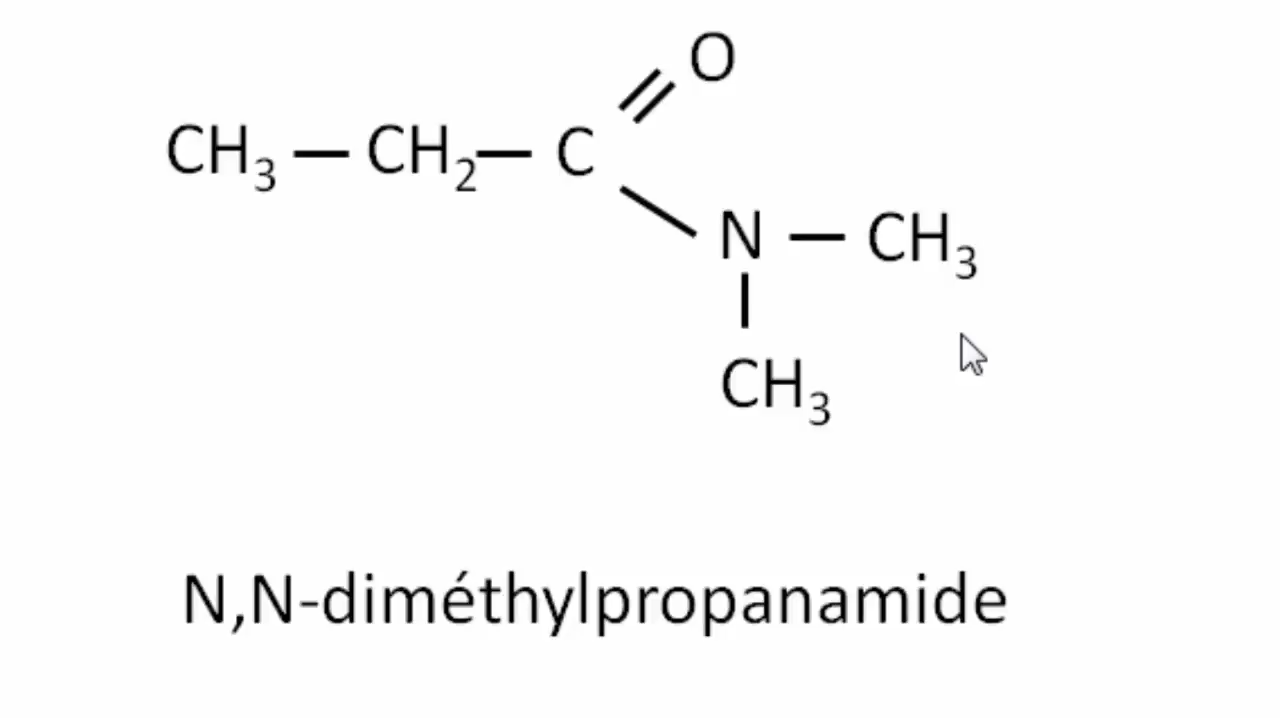 O
CH₃ — CH₂ — C
N — CH₃
CH₃
N,N-diméthylpropanamide